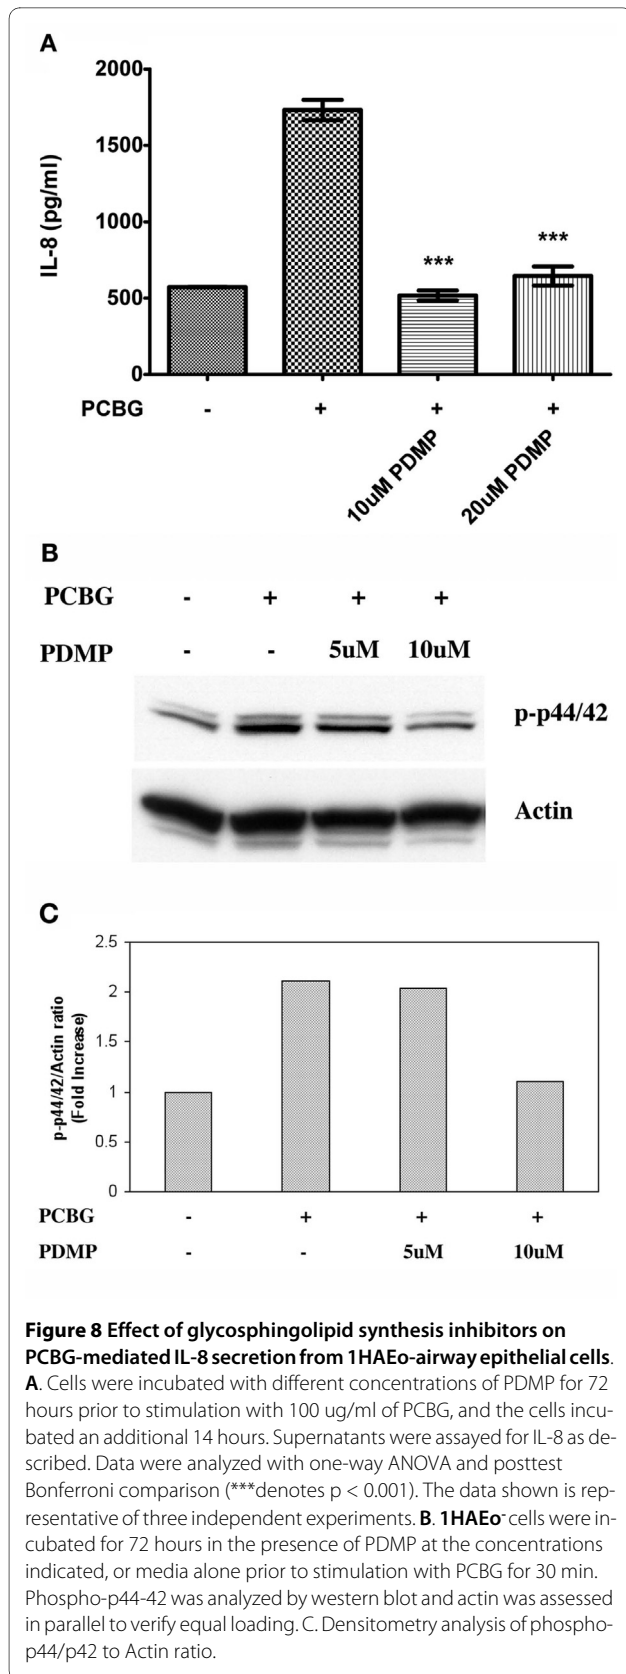 A
2000
1500
1000
500
0
IL-8 (pg/ml)
***
***
PCBG - + + +
10uM PDMP
20uM PDMP
B
PCBG - + + +
PDMP - - 5uM 10uM
p-p44/42
Actin
C
2.5
2
1.5
1
0.5
0
p-p44/42/Actin ratio
(Fold Increase)
PCBG - + + +
PDMP - - 5uM 10uM
Figure 8 Effect of glycosphingolipid synthesis inhibitors on
PCBG-mediated IL-8 secretion from 1HAEo-airway epithelial cells.
A. Cells were incubated with different concentrations of PDMP for 72
hours prior to stimulation with 100 ug/ml of PCBG, and the cells incu-
bated an additional 14 hours. Supernatants were assayed for IL-8 as de-
scribed. Data were analyzed with one-way ANOVA and posttest
Bonferroni comparison (***denotes p < 0.001). The data shown is rep-
resentative of three independent experiments. B. 1HAEo⁻ cells were in-
cubated for 72 hours in the presence of PDMP at the concentrations
indicated, or media alone prior to stimulation with PCBG for 30 min.
Phospho-p44-42 was analyzed by western blot and actin was assessed
in parallel to verify equal loading. C. Densitometry analysis of phospho-
p44/p42 to Actin ratio.